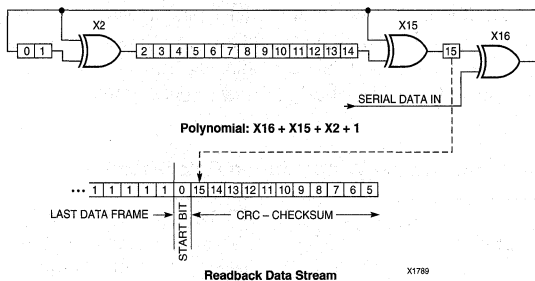 X2 X15 X16
0 1 2 3 4 5 6 7 8 9 10 11 12 13 14 15
SERIAL DATA IN
Polynomial: X16 + X15 + X2 + 1
••• 1 1 1 1 1 0 15 14 13 12 11 10 9 8 7 6 5
LAST DATA FRAME
START BIT
CRC – CHECKSUM
Readback Data Stream
X1789